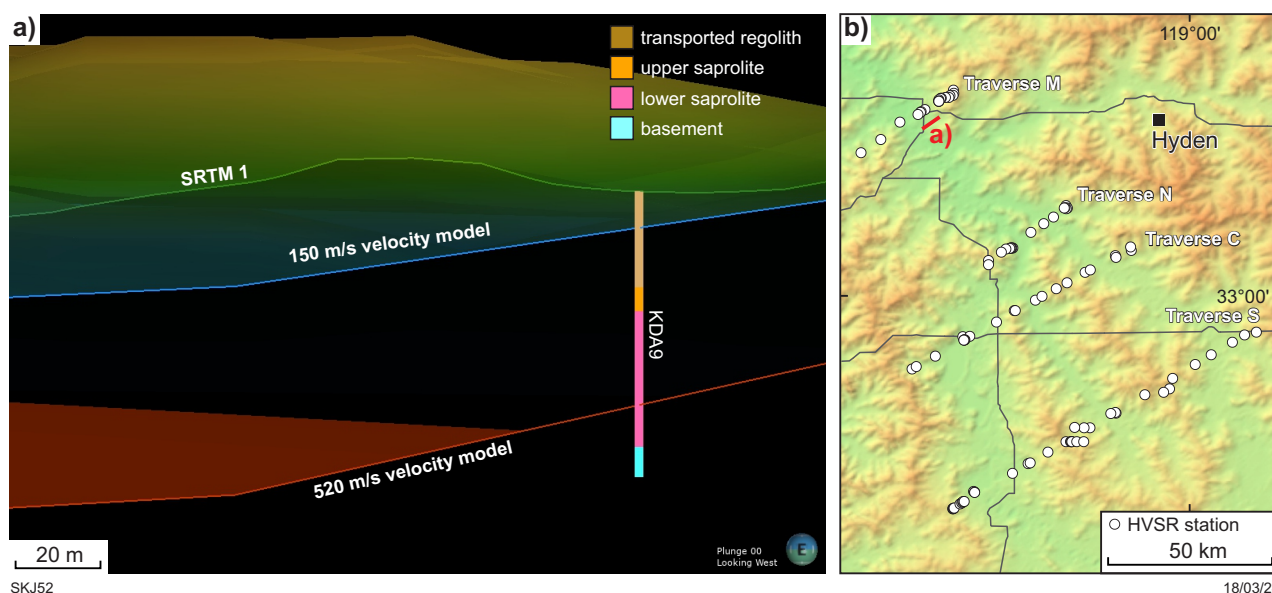 a)
transported regolith
upper saprolite
lower saprolite
basement
SRTM 1
150 m/s velocity model
KDA9
520 m/s velocity model
20 m
Plunge 00
Looking West
E
SKJ52
b)
119°00'
Traverse M
a)
Hyden
Traverse N
Traverse C
33°00'
Traverse S
HVSR station
50 km
18/03/2